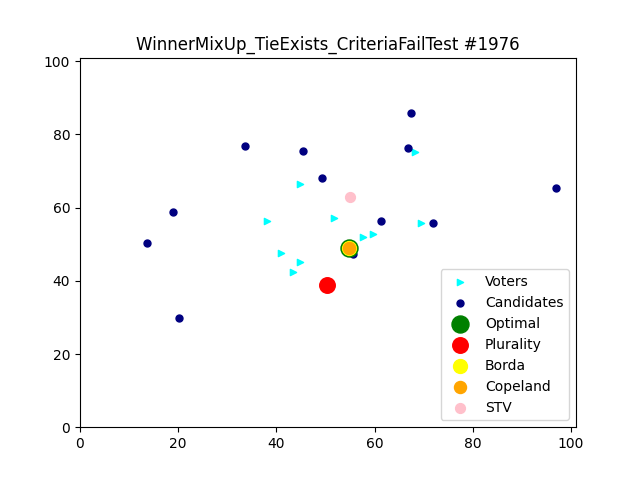 WinnerMixUp_TieExists_CriteriaFailTest #1976
100
80
60
40
20
0
0 20 40 60 80 100
Voters
Candidates
Optimal
Plurality
Borda
Copeland
STV